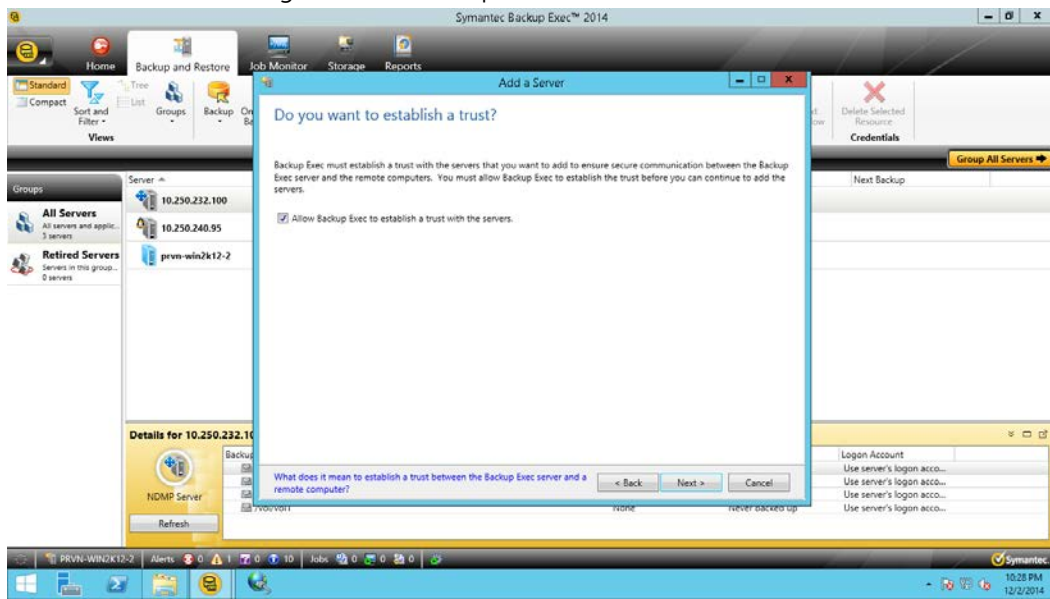 Symantec Backup Exec™ 2014
Home
Backup and Restore
Job Monitor
Storage
Reports
Standard
Compact
Sort and
Filter
Views
Tree
List
Groups
Backup
Delete Selected
Resource
Credentials
Group All Servers
Groups
All Servers
All servers and applic...
3 servers
Retired Servers
Servers in this group...
0 servers
Server
10.250.232.100
10.250.240.95
prvn-win2k12-2
Next Backup
Add a Server
Do you want to establish a trust?
Backup Exec must establish a trust with the servers that you want to add to ensure secure communication between the Backup
Exec server and the remote computers. You must allow Backup Exec to establish the trust before you can continue to add the
servers.
Allow Backup Exec to establish a trust with the servers.
What does it mean to establish a trust between the Backup Exec server and a
remote computer?
< Back
Next >
Cancel
Details for 10.250.232.10
NDMP Server
Refresh
Backup
Logon Account
Use server's logon acco...
Use server's logon acco...
Use server's logon acco...
Use server's logon acco...
/vol/vol1
None
Never backed up
PRVN-WIN2K12-2
Alerts
0
1
0
10
Jobs
0
0
0
Symantec.
10:28 PM
12/2/2014